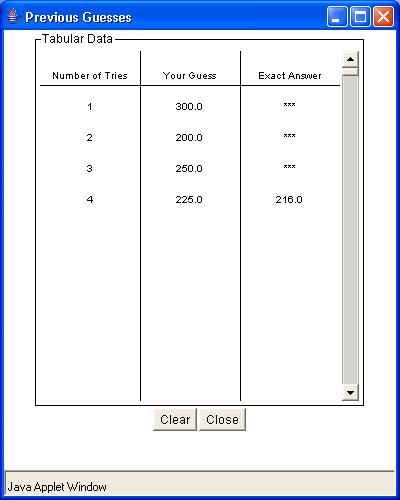 Previous Guesses
Tabular Data
Number of Tries Your Guess Exact Answer
1 300.0 ***
2 200.0 ***
3 250.0 ***
4 225.0 216.0
Clear Close
Java Applet Window